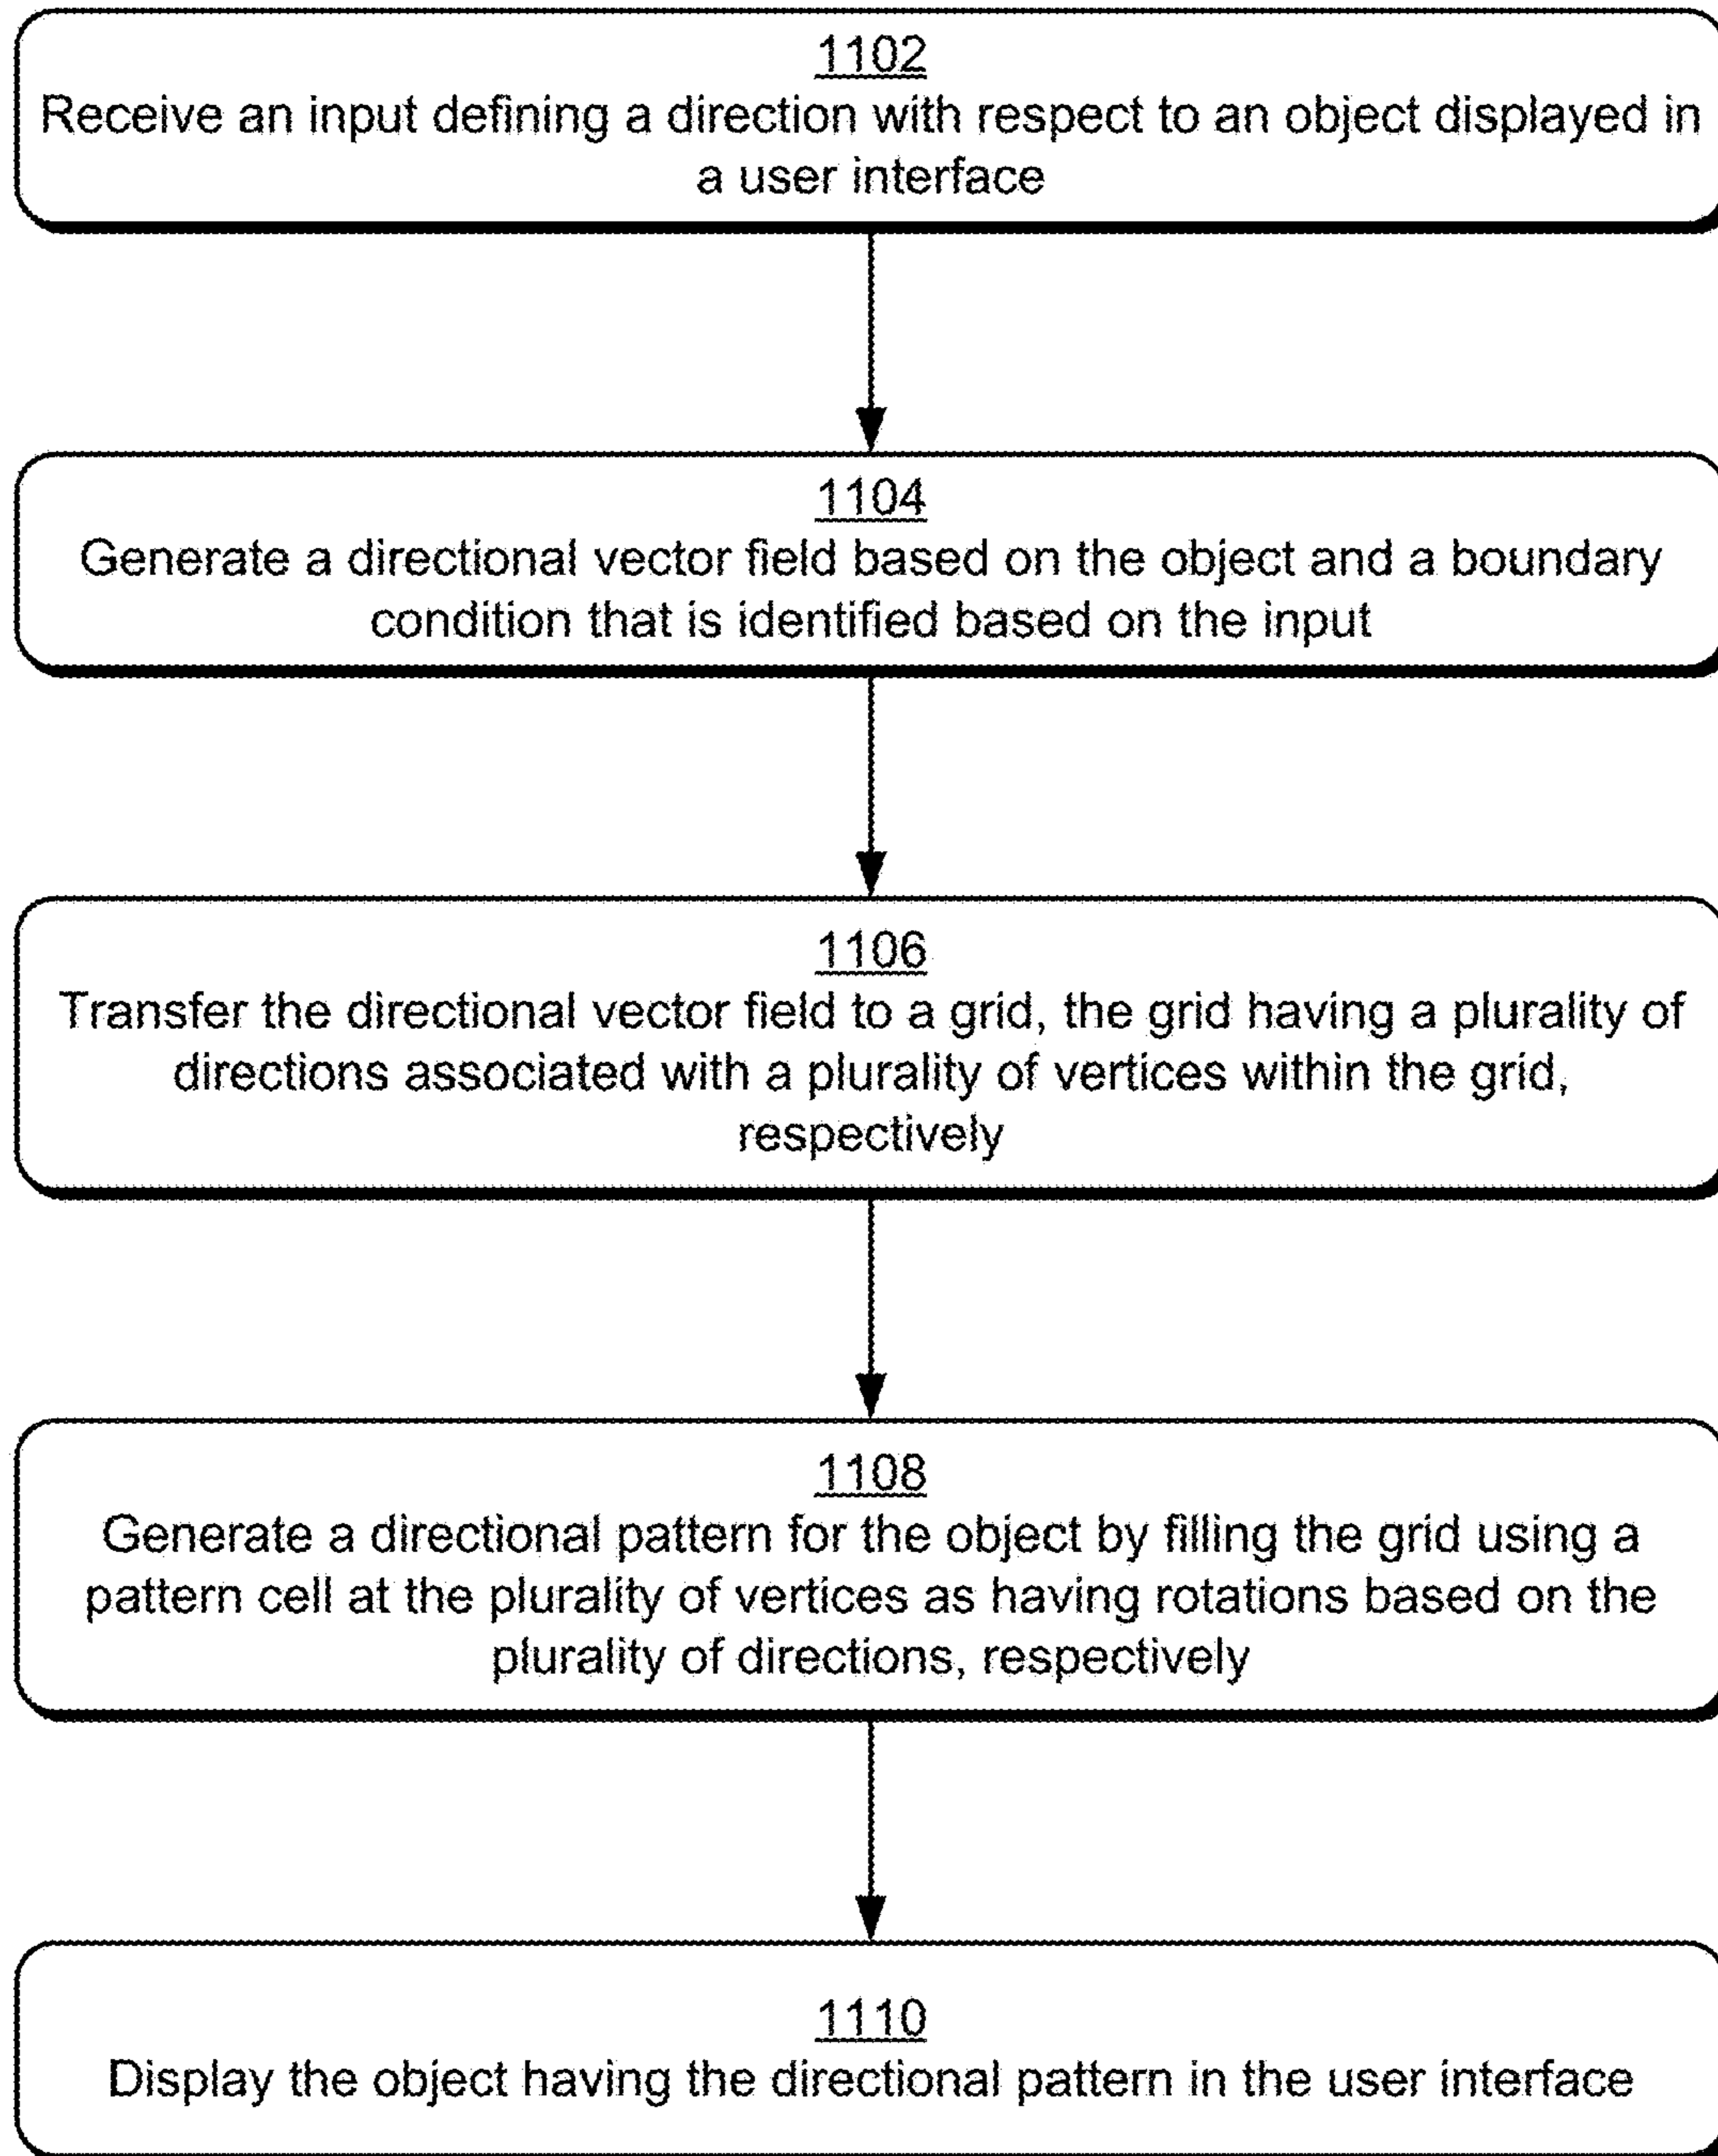 1102
Receive an input defining a direction with respect to an object displayed in
a user interface
1104
Generate a directional vector field based on the object and a boundary
condition that is identified based on the input
1106
Transfer the directional vector field to a grid, the grid having a plurality of
directions associated with a plurality of vertices within the grid,
respectively
1108
Generate a directional pattern for the object by filling the grid using a
pattern cell at the plurality of vertices as having rotations based on the
plurality of directions, respectively
1110
Display the object having the directional pattern in the user interface